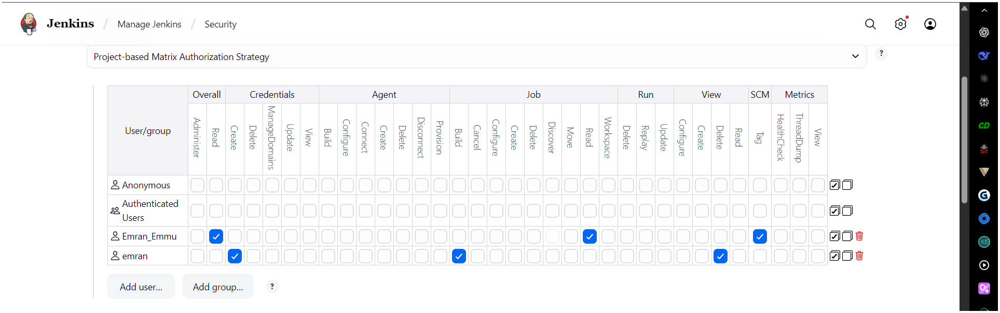 Jenkins / Manage Jenkins / Security
Project-based Matrix Authorization Strategy
?
User/group
Overall Credentials Agent Job Run View SCM Metrics
Administer Read Create Delete ManageDomains Update View Build Configure Connect Create Delete Disconnect Provision Build Cancel Configure Create Delete Discover Move Read Workspace Delete Replay Update Configure Create Delete Read Tag HealthCheck ThreadDump View
Anonymous
Authenticated
Users
Emran_Emmu
emran
Add user... Add group... ?
CD